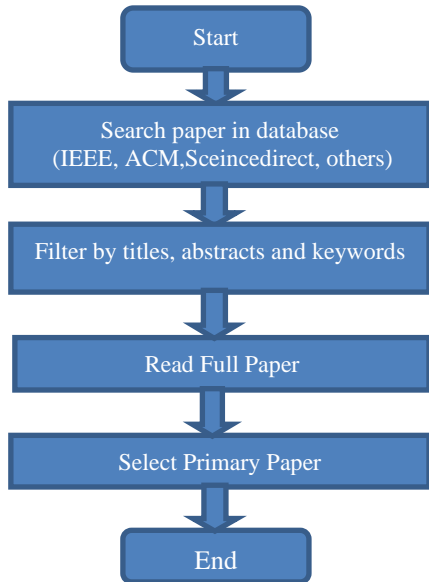 Start
Search paper in database
(IEEE, ACM,Sceincedirect, others)
Filter by titles, abstracts and keywords
Read Full Paper
Select Primary Paper
End